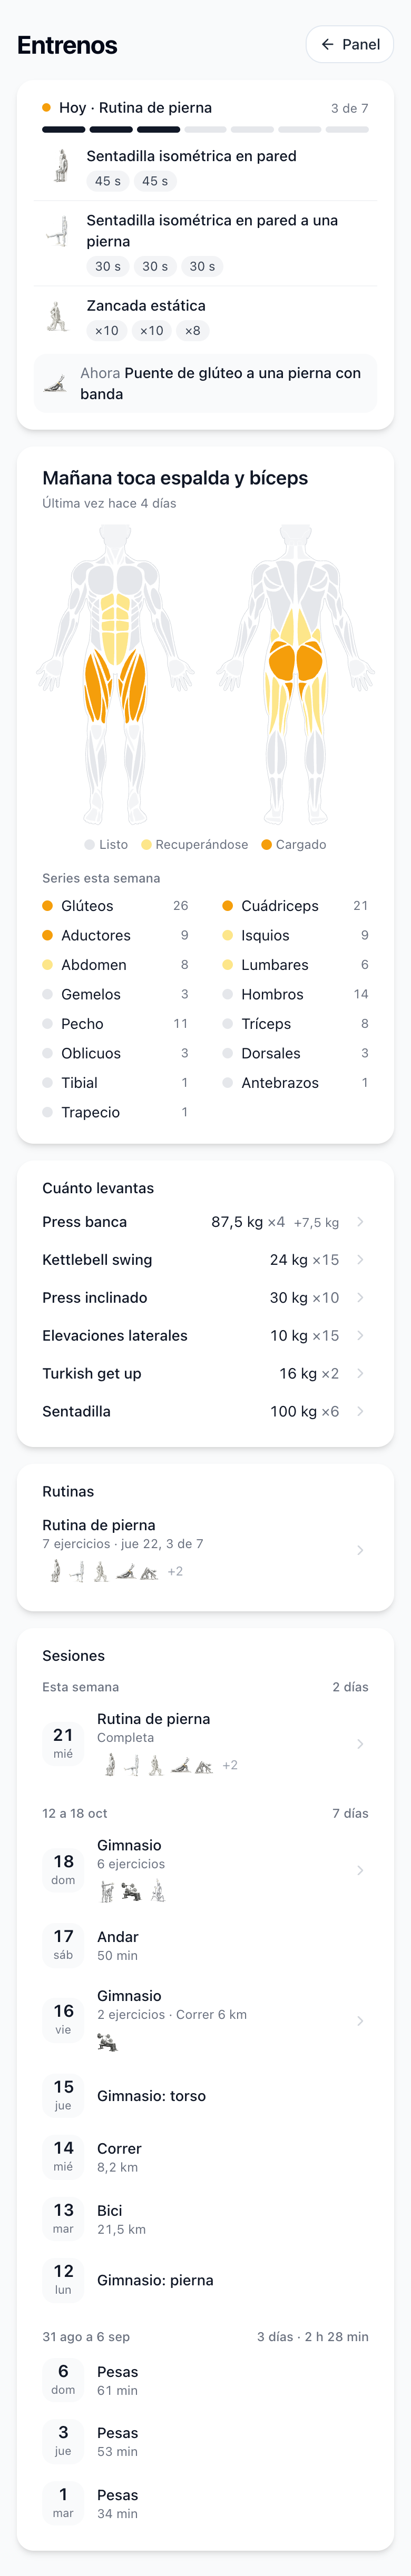 Entrenos
← Panel
Hoy · Rutina de pierna
3 de 7
Sentadilla isométrica en pared
45 s 45 s
Sentadilla isométrica en pared a una
pierna
30 s 30 s 30 s
Zancada estática
×10 ×10 ×8
Ahora Puente de glúteo a una pierna con
banda
Mañana toca espalda y bíceps
Última vez hace 4 días
Listo Recuperándose Cargado
Series esta semana
Glúteos 26
Cuádriceps 21
Aductores 9
Isquios 9
Abdomen 8
Lumbares 6
Gemelos 3
Hombros 14
Pecho 11
Tríceps 8
Oblicuos 3
Dorsales 3
Tibial 1
Antebrazos 1
Trapecio 1
Cuánto levantas
Press banca 87,5 kg ×4 +7,5 kg
Kettlebell swing 24 kg ×15
Press inclinado 30 kg ×10
Elevaciones laterales 10 kg ×15
Turkish get up 16 kg ×2
Sentadilla 100 kg ×6
Rutinas
Rutina de pierna
7 ejercicios · jue 22, 3 de 7
+2
Sesiones
Esta semana 2 días
21 mié
Rutina de pierna
Completa
+2
12 a 18 oct 7 días
18 dom
Gimnasio
6 ejercicios
17 sáb
Andar
50 min
16 vie
Gimnasio
2 ejercicios · Correr 6 km
15 jue
Gimnasio: torso
14 mié
Correr
8,2 km
13 mar
Bici
21,5 km
12 lun
Gimnasio: pierna
31 ago a 6 sep 3 días · 2 h 28 min
6 dom
Pesas
61 min
3 jue
Pesas
53 min
1 mar
Pesas
34 min